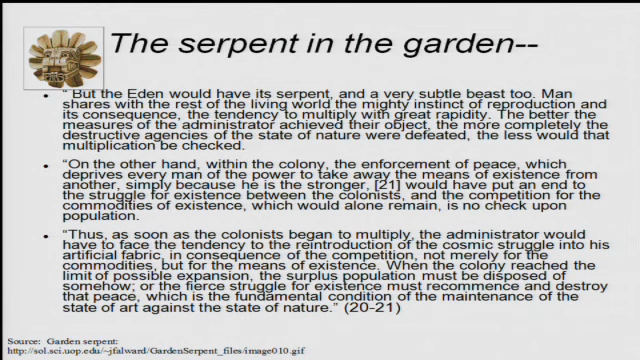 The serpent in the garden--
• “ But the Eden would have its serpent, and a very subtle beast too. Man
shares with the rest of the living world the mighty instinct of reproduction and
its consequence, the tendency to multiply with great rapidity. The better the
measures of the administrator achieved their object, the more completely the
destructive agencies of the state of nature were defeated, the less would that
multiplication be checked.
• “On the other hand, within the colony, the enforcement of peace, which
deprives every man of the power to take away the means of existence from
another, simply because he is the stronger, [21] would have put an end to
the struggle for existence between the colonists, and the competition for the
commodities of existence, which would alone remain, is no check upon
population.
• “Thus, as soon as the colonists began to multiply, the administrator would
have to face the tendency to the reintroduction of the cosmic struggle into his
artificial fabric, in consequence of the competition, not merely for the
commodities, but for the means of existence. When the colony reached the
limit of possible expansion, the surplus population must be disposed of
somehow; or the fierce struggle for existence must recommence and destroy
that peace, which is the fundamental condition of the maintenance of the
state of art against the state of nature.” (20-21)
Source: Garden serpent:
http://sol.sci.uop.edu/~jfalward/GardenSerpent_files/image010.gif